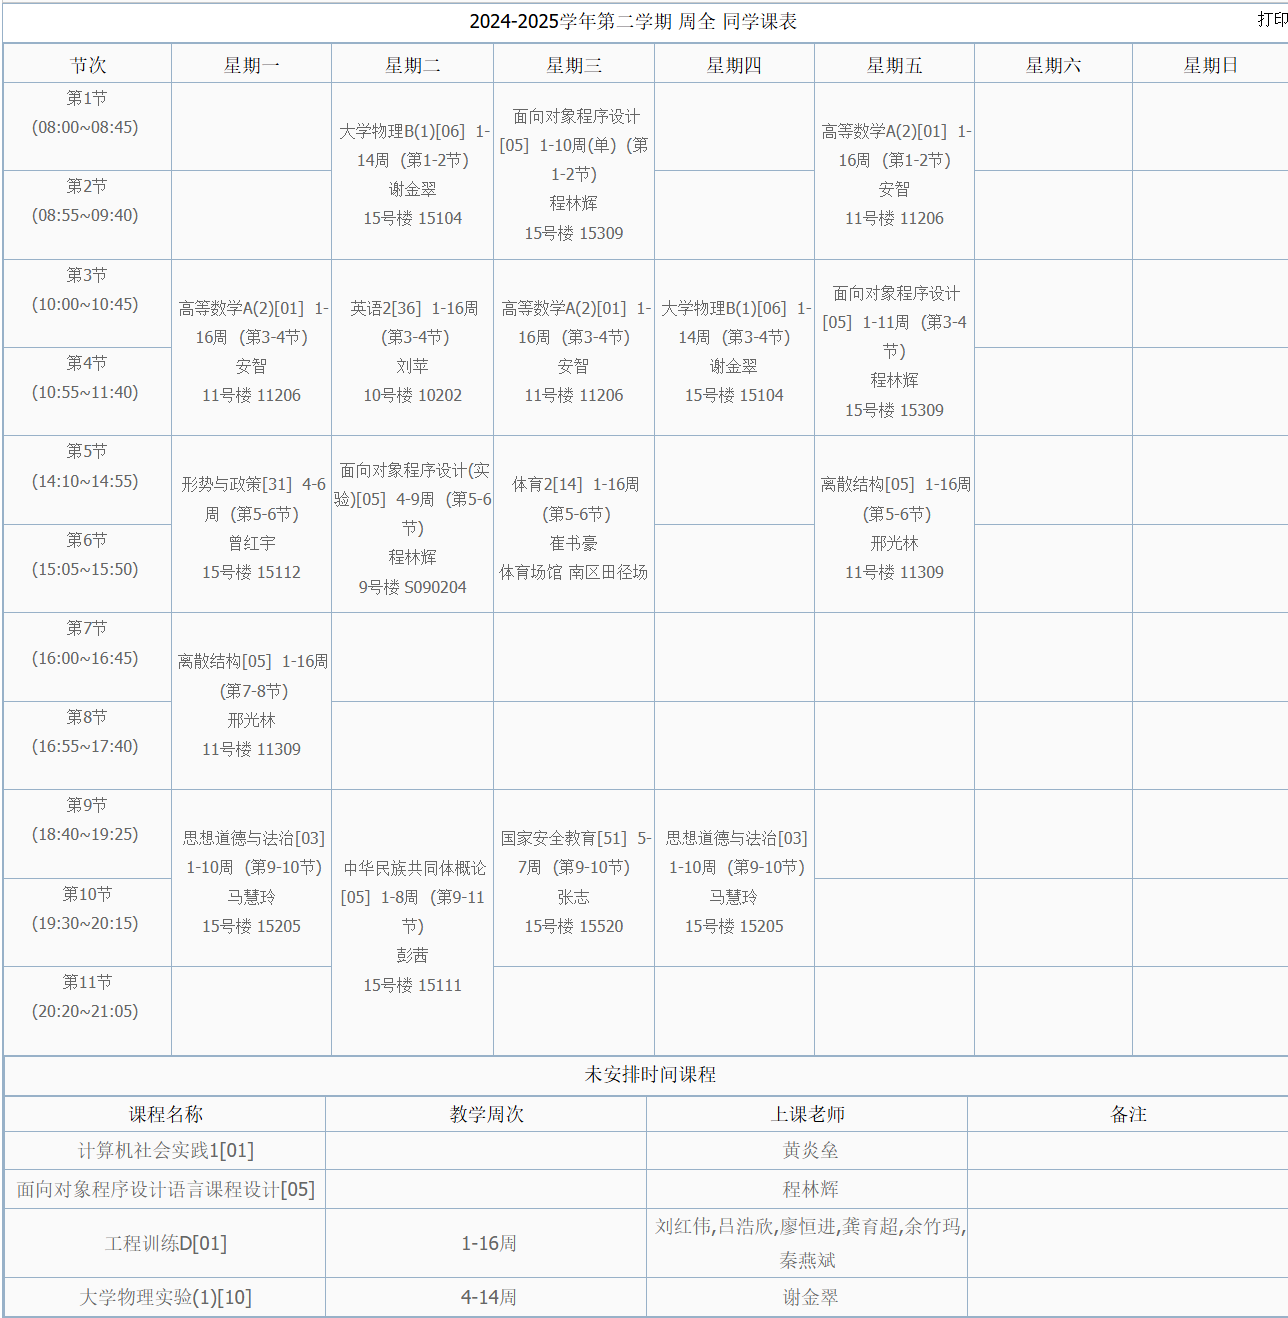 2024-2025学年第二学期 周全 同学课表
打印
节次 星期一 星期二 星期三 星期四 星期五 星期六 星期日
第1节
(08:00~08:45)
大学物理B(1)[06] 1-
14周 (第1-2节)
谢金翠
15号楼 15104
面向对象程序设计
[05] 1-10周(单) (第
1-2节)
程林辉
15号楼 15309
高等数学A(2)[01] 1-
16周 (第1-2节)
安智
11号楼 11206
第2节
(08:55~09:40)
第3节
(10:00~10:45)
高等数学A(2)[01] 1-
16周 (第3-4节)
安智
11号楼 11206
英语2[36] 1-16周
(第3-4节)
刘苹
10号楼 10202
高等数学A(2)[01] 1-
16周 (第3-4节)
安智
11号楼 11206
大学物理B(1)[06] 1-
14周 (第3-4节)
谢金翠
15号楼 15104
面向对象程序设计
[05] 1-11周 (第3-4
节)
程林辉
15号楼 15309
第4节
(10:55~11:40)
第5节
(14:10~14:55)
形势与政策[31] 4-6
周 (第5-6节)
曾红宇
15号楼 15112
面向对象程序设计(实
验)[05] 4-9周 (第5-6
节)
程林辉
9号楼 S090204
体育2[14] 1-16周
(第5-6节)
崔书豪
体育场馆 南区田径场
离散结构[05] 1-16周
(第5-6节)
邢光林
11号楼 11309
第6节
(15:05~15:50)
第7节
(16:00~16:45)
离散结构[05] 1-16周
(第7-8节)
邢光林
11号楼 11309
第8节
(16:55~17:40)
第9节
(18:40~19:25)
思想道德与法治[03]
1-10周 (第9-10节)
马慧玲
15号楼 15205
中华民族共同体概论
[05] 1-8周 (第9-11
节)
彭茜
15号楼 15111
国家安全教育[51] 5-
7周 (第9-10节)
张志
15号楼 15520
思想道德与法治[03]
1-10周 (第9-10节)
马慧玲
15号楼 15205
第10节
(19:30~20:15)
第11节
(20:20~21:05)
未安排时间课程
课程名称 教学周次 上课老师 备注
计算机社会实践1[01] 黄炎垒
面向对象程序设计语言课程设计[05] 程林辉
工程训练D[01] 1-16周 刘红伟,吕浩欣,廖恒进,龚育超,余竹玛,
秦燕斌
大学物理实验(1)[10] 4-14周 谢金翠